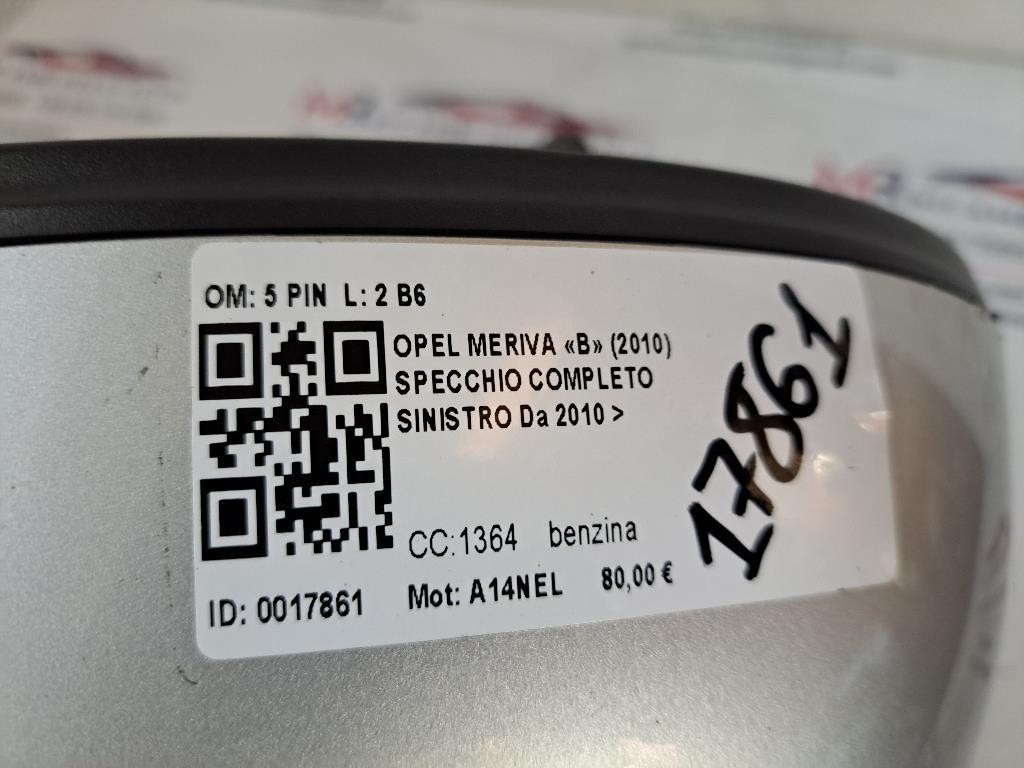 OM: 5 PIN L: 2 B6
OPEL MERIVA «B» (2010)
SPECCHIO COMPLETO
SINISTRO Da 2010 >
CC:1364 benzina
ID: 0017861 Mot: A14NEL 80,00 €
17861